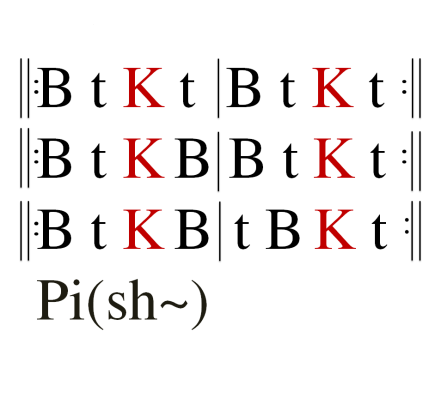 ‖:B t K t |B t K t :‖
‖:B t K B|B t K t :‖
‖:B t K B| t B K t :‖
Pi(sh~)